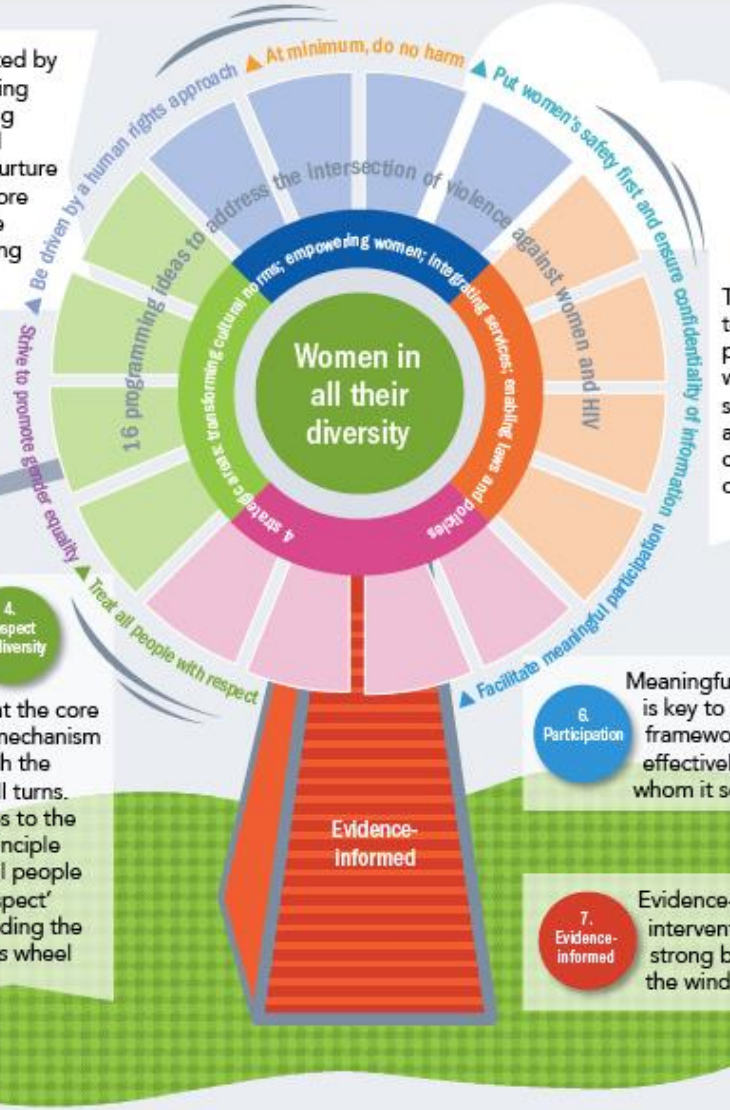 ▲ Be driven by a human rights approach
▲ At minimum, do no harm
▲ Put women's safety first and ensure confidentiality of information
▲ Facilitate meaningful participation
▲ Treat all people with respect
Strive to promote gender equality
16 programming ideas to address the intersection of violence against women and HIV
4 strategic areas: transforming cultural norms; empowering women; integrating services; enabling laws and policies
Women in
all their
diversity
Evidence-
informed
ted by
ing
g
urture
ore
e
ng
4.
spect
diversity
at the core
mechanism
h the
ll turns.
s to the
inciple
l people
spect’
ding the
s wheel
6.
Participation
Meaningfu
is key to
framewo
effectivel
whom it s
7.
Evidence-
informed
Evidence-
intervent
strong b
the wind